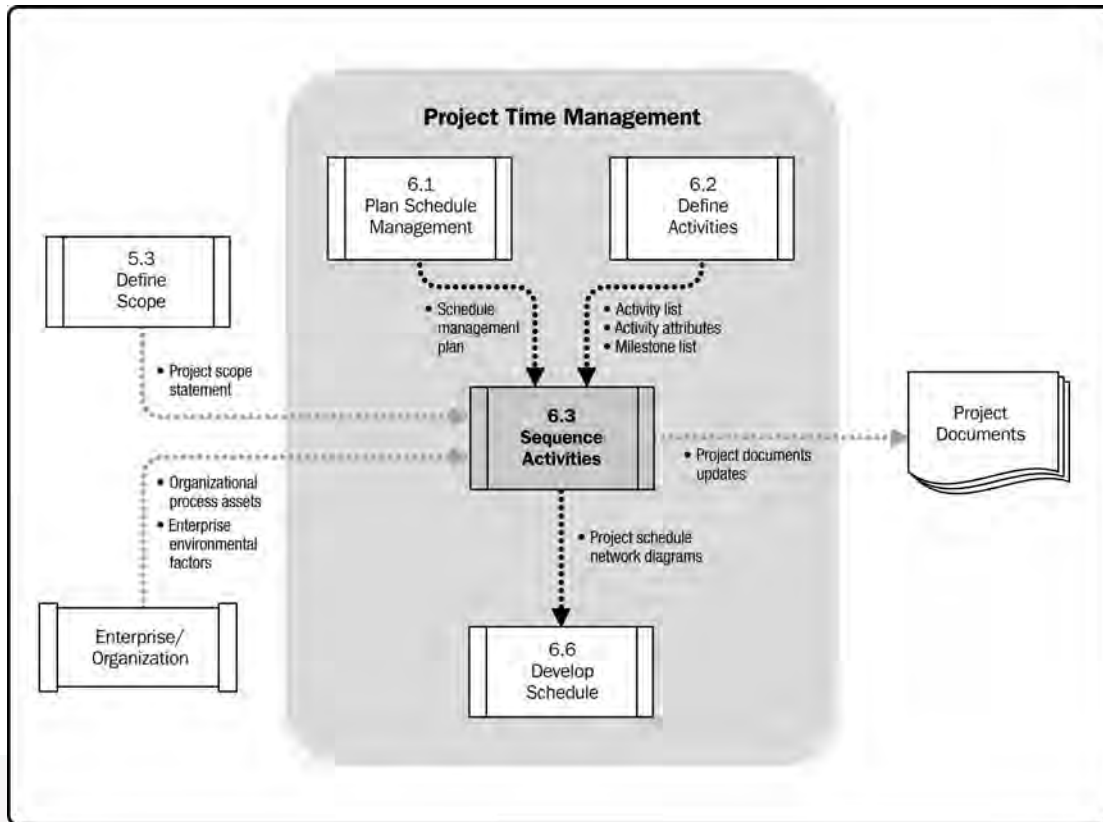 Project Time Management
6.1
Plan Schedule
Management
6.2
Define
Activities
5.3
Define
Scope
• Schedule
management
plan
• Activity list
• Activity attributes
• Milestone list
• Project scope
statement
6.3
Sequence
Activities
Project
Documents
• Project documents
updates
• Organizational
process assets
• Enterprise
environmental
factors
• Project schedule
network diagrams
Enterprise/
Organization
6.6
Develop
Schedule